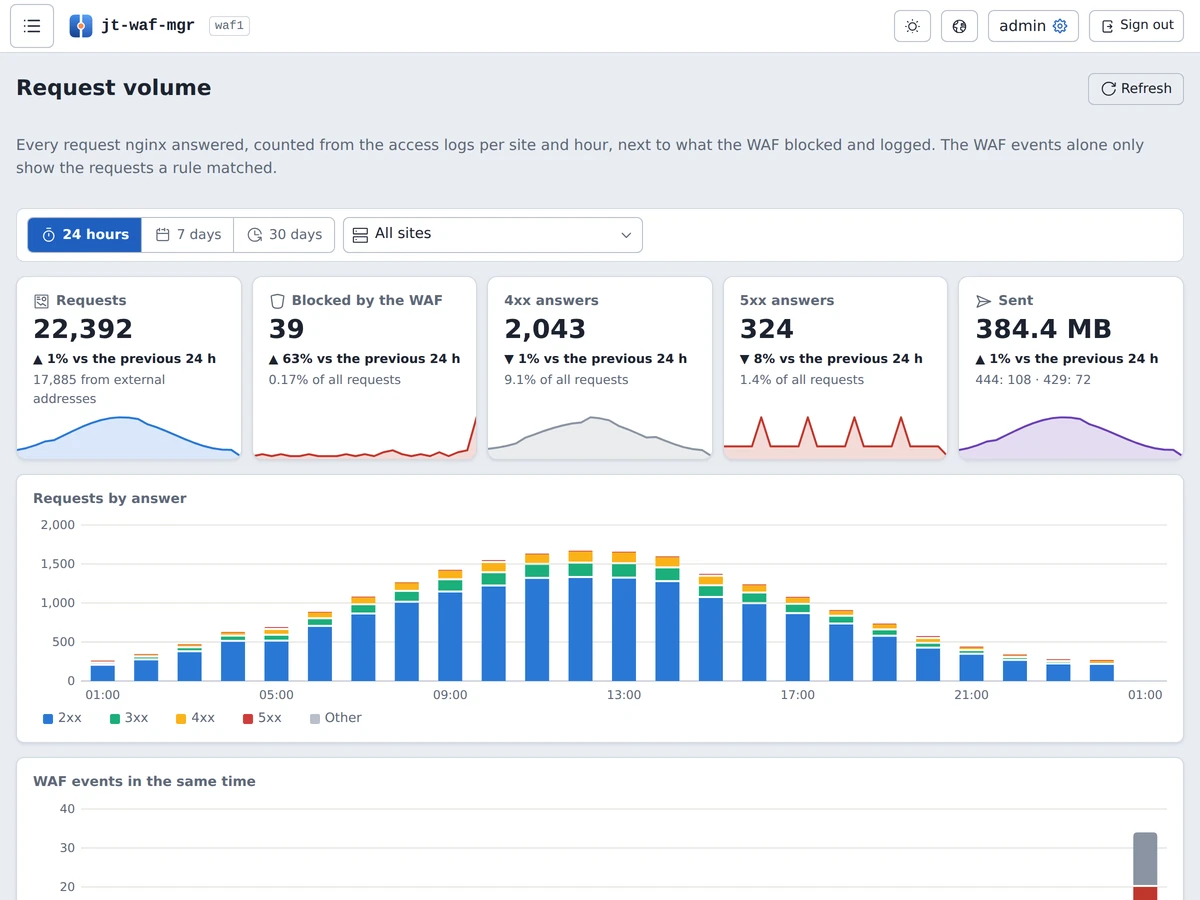 jt-waf-mgr waf1 admin Sign out
Request volume Refresh
Every request nginx answered, counted from the access logs per site and hour, next to what the WAF blocked and logged. The WAF events alone only
show the requests a rule matched.
24 hours 7 days 30 days All sites
Requests
22,392
▲ 1% vs the previous 24 h
17,885 from external
addresses
Blocked by the WAF
39
▲ 63% vs the previous 24 h
0.17% of all requests
4xx answers
2,043
▼ 1% vs the previous 24 h
9.1% of all requests
5xx answers
324
▼ 8% vs the previous 24 h
1.4% of all requests
Sent
384.4 MB
▲ 1% vs the previous 24 h
444: 108 · 429: 72
Requests by answer
2,000
1,500
1,000
500
0
01:00 05:00 09:00 13:00 17:00 21:00 01:00
2xx 3xx 4xx 5xx Other
WAF events in the same time
40
30
20